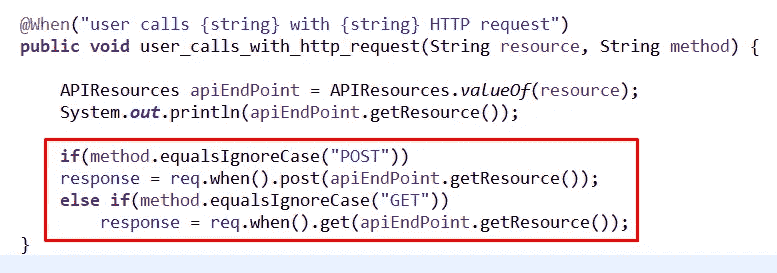 @When("user calls {string} with {string} HTTP request")
public void user_calls_with_http_request(String resource, String method) {
APIResources apiEndPoint = APIResources.valueOf(resource);
System.out.println(apiEndPoint.getResource());
if(method.equalsIgnoreCase("POST"))
response = req.when().post(apiEndPoint.getResource());
else if(method.equalsIgnoreCase("GET"))
response = req.when().get(apiEndPoint.getResource());
}